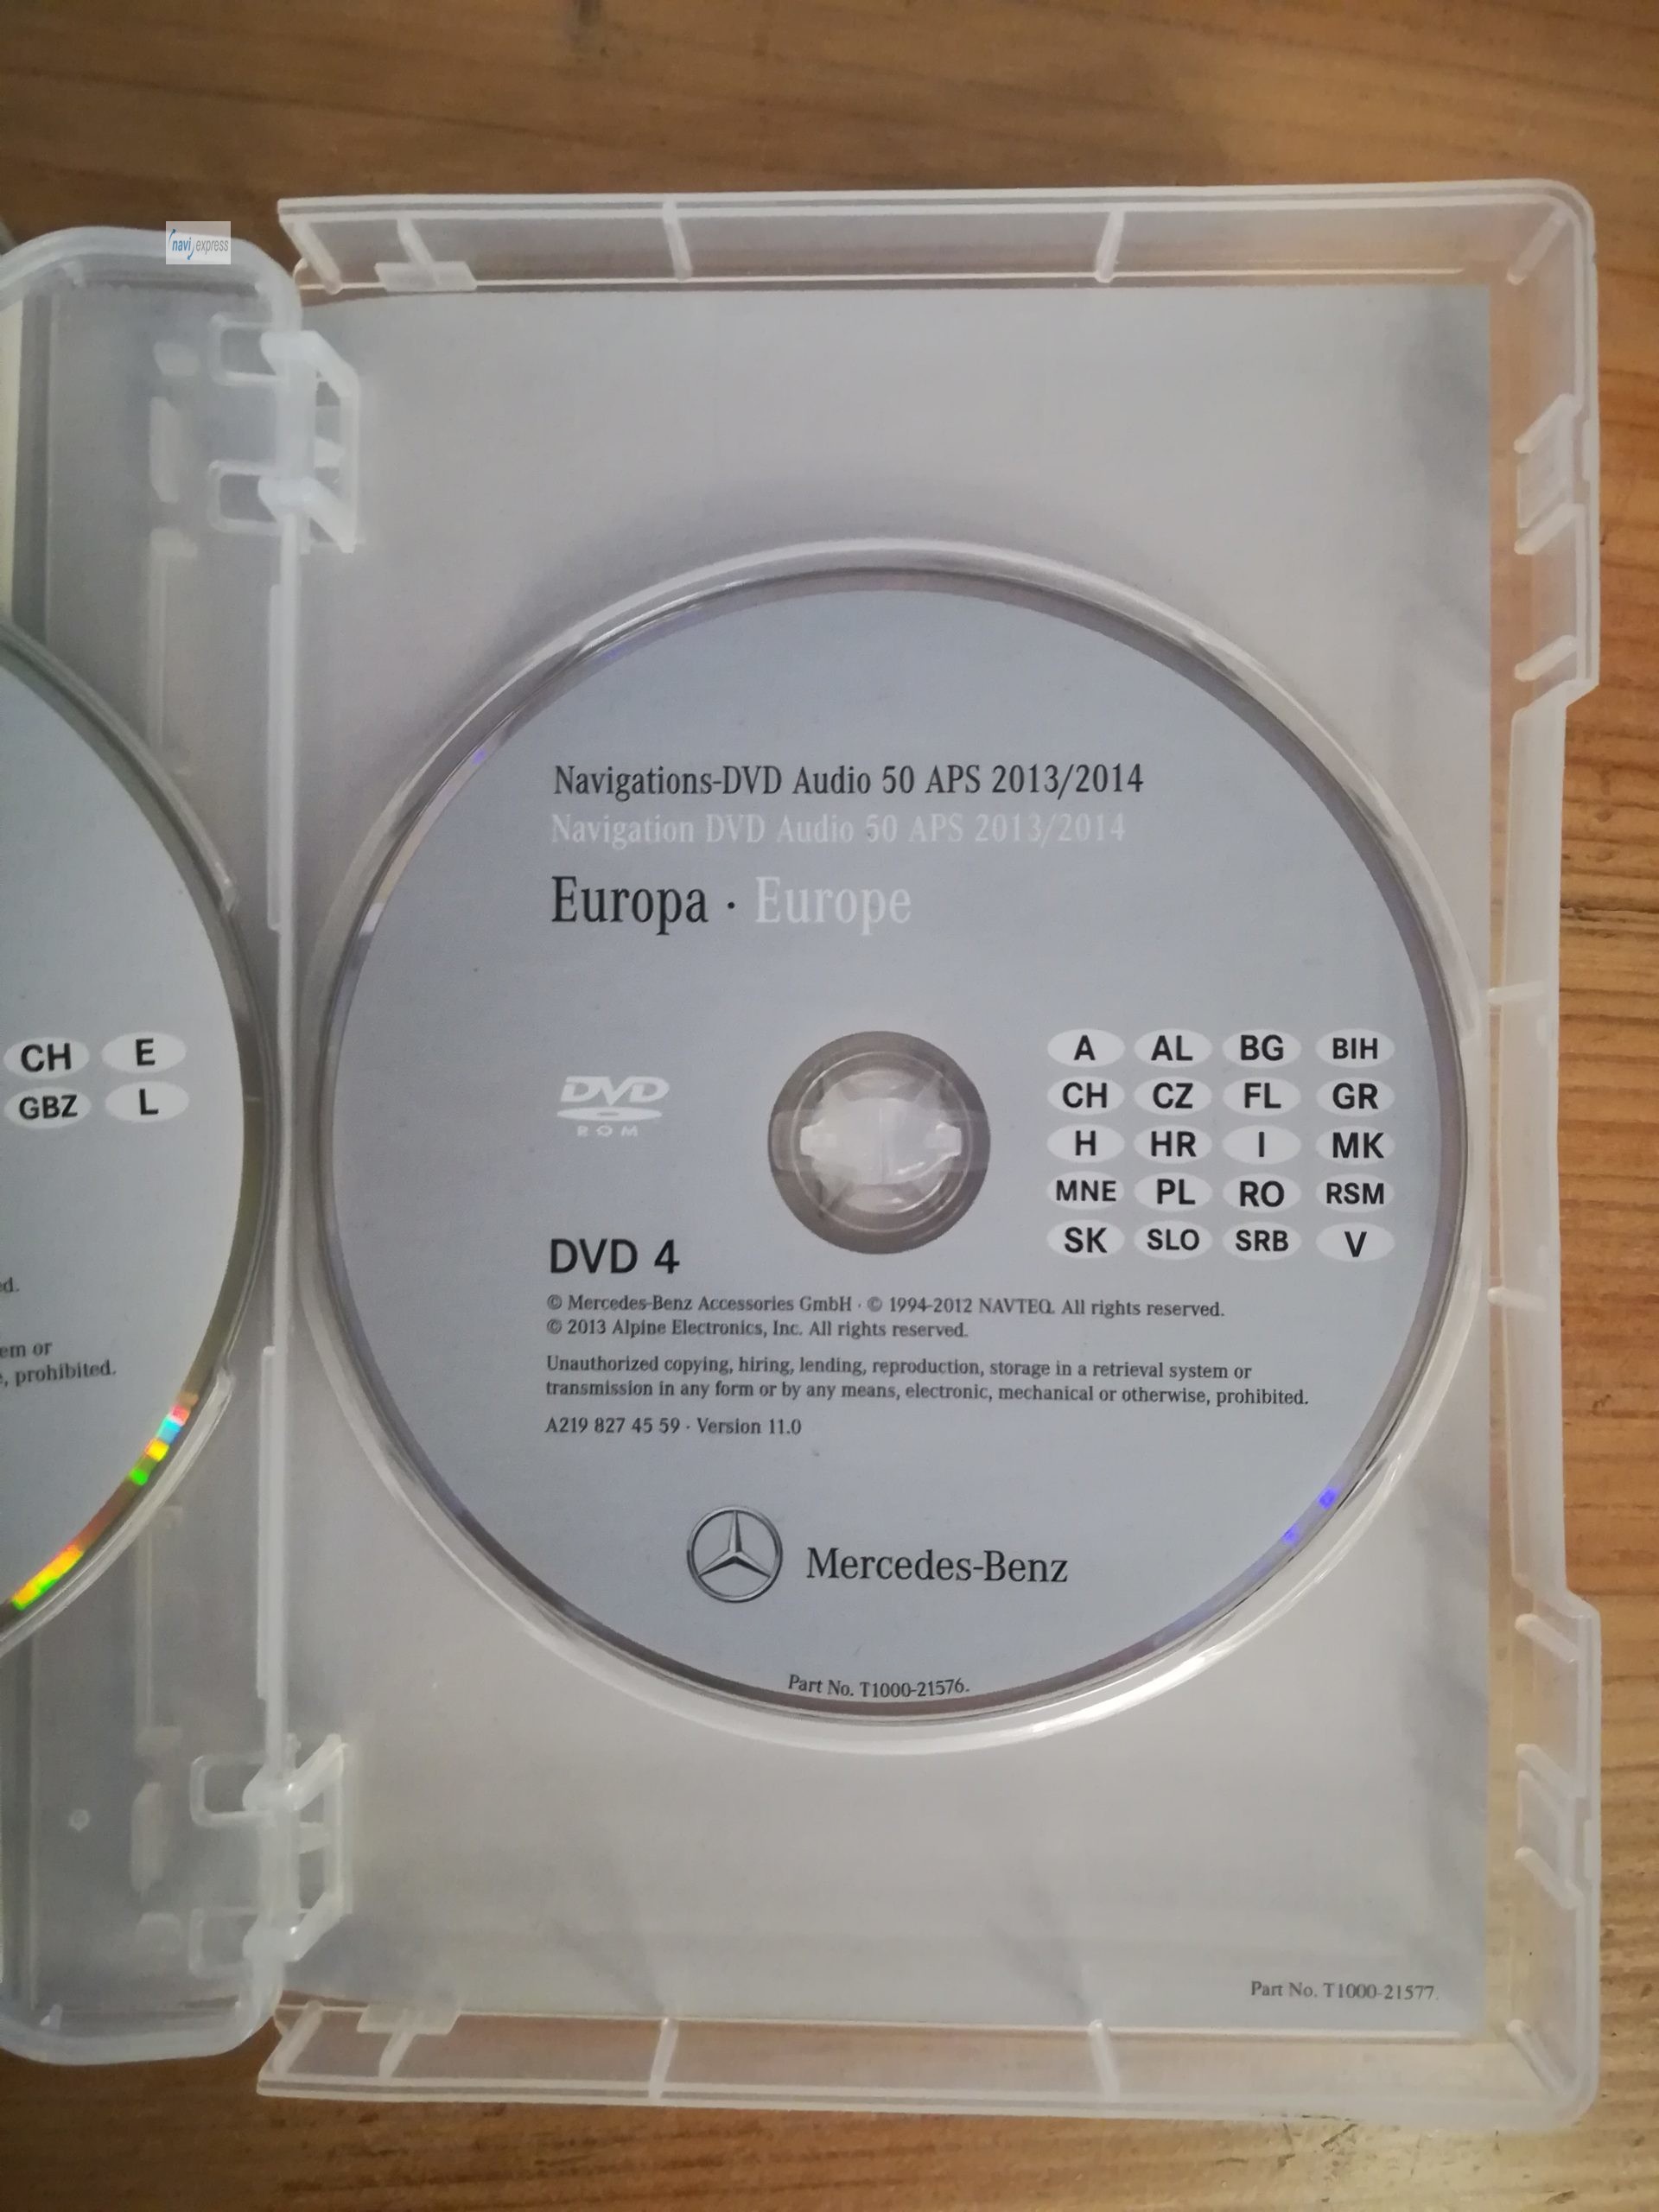 navi express
CH E
GBZ L
ed.
em or
, prohibited.
Navigations-DVD Audio 50 APS 2013/2014
Navigation DVD Audio 50 APS 2013/2014
Europa · Europe
DVD
ROM
A AL BG BIH
CH CZ FL GR
H HR I MK
MNE PL RO RSM
SK SLO SRB V
DVD 4
© Mercedes-Benz Accessories GmbH · © 1994-2012 NAVTEQ. All rights reserved.
© 2013 Alpine Electronics, Inc. All rights reserved.
Unauthorized copying, hiring, lending, reproduction, storage in a retrieval system or
transmission in any form or by any means, electronic, mechanical or otherwise, prohibited.
A219 827 45 59 · Version 11.0
Mercedes-Benz
Part No. T1000-21576.
Part No. T1000-21577.